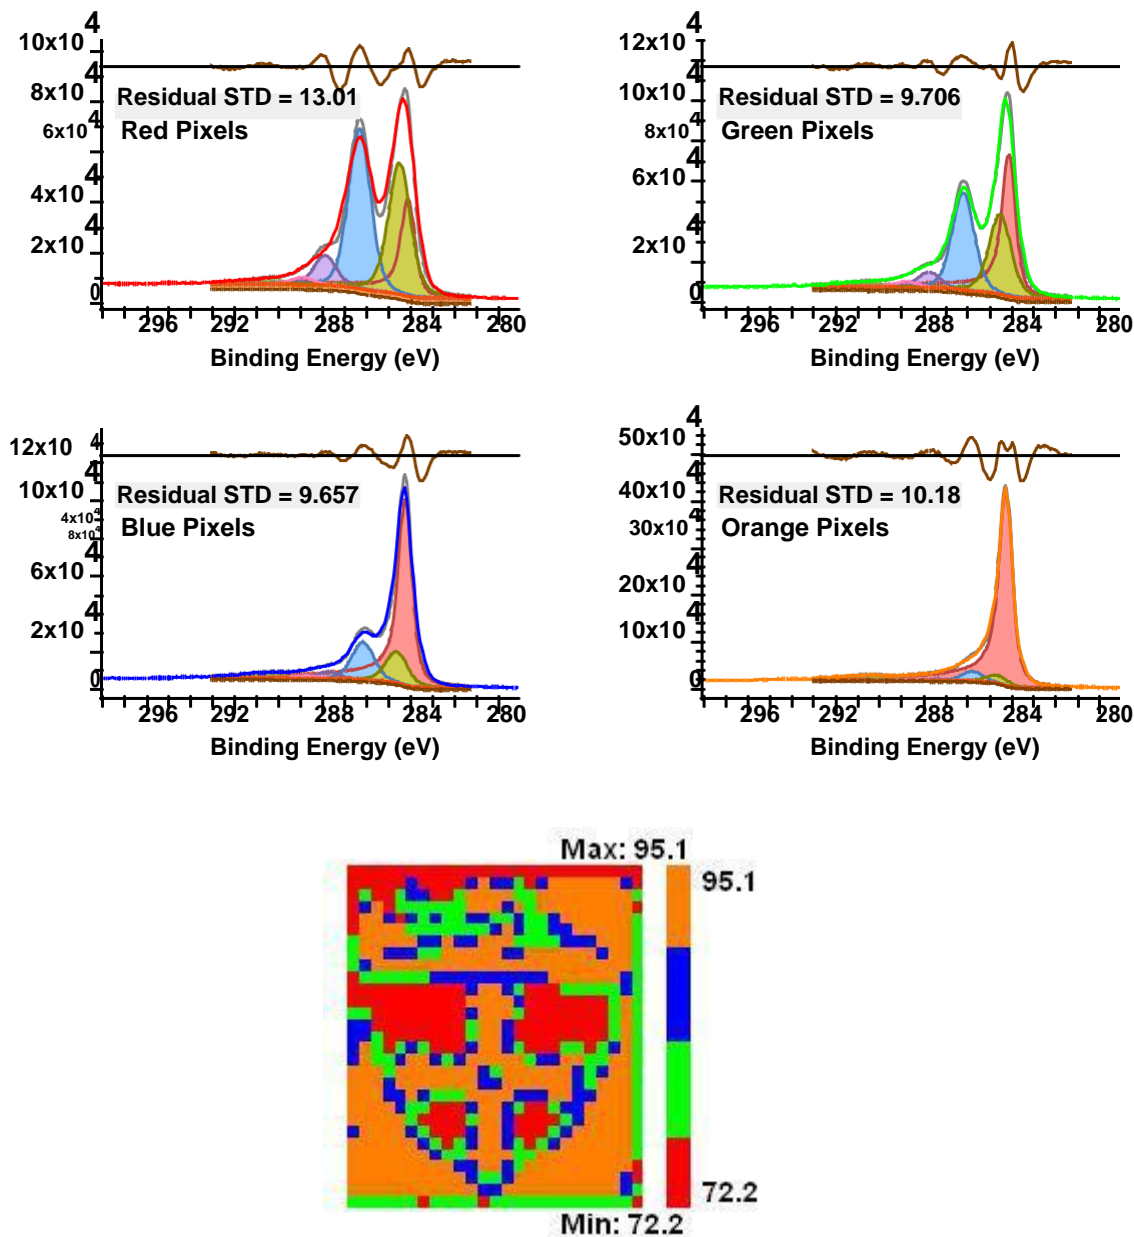 4
10x10
4
8x10
Residual STD = 13.01
6x10 4
Red Pixels
4x10
4
2x10
4
0
296 292 288 284 280
Binding Energy (eV)
4
12x10
4
10x10
Residual STD = 9.706
8x10 4
Green Pixels
6x10
4
2x10
4
0
296 292 288 284 280
Binding Energy (eV)
12x10 4
4
10x10
Residual STD = 9.657
4x10 4
8x10 4
Blue Pixels
4
6x10
4
2x10
4
0
296 292 288 284 280
Binding Energy (eV)
4
50x10
4
40x10
Residual STD = 10.18
4
30x10
Orange Pixels
4
20x10
4
10x10
0
296 292 288 284 280
Binding Energy (eV)
Max: 95.1
95.1
72.2
Min: 72.2